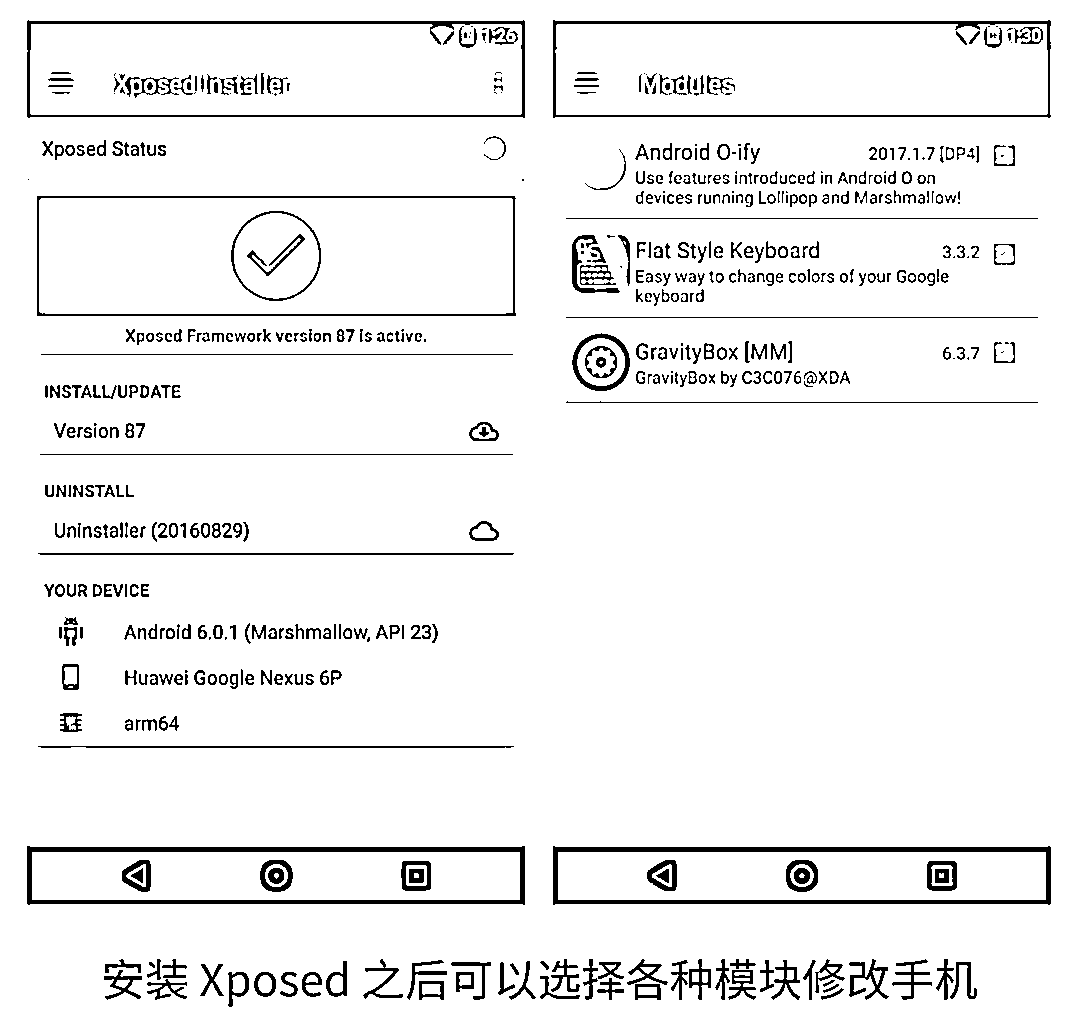 1:26
Xposed Installer
Xposed Status
Xposed Framework version 87 is active.
INSTALL/UPDATE
Version 87
UNINSTALL
Uninstaller (20160829)
YOUR DEVICE
Android 6.0.1 (Marshmallow, API 23)
Huawei Google Nexus 6P
arm64
1:30
Modules
Android O-ify 2017.1.7 [DP4]
Use features introduced in Android O on
devices running Lollipop and Marshmallow!
Flat Style Keyboard 3.3.2
Easy way to change colors of your Google
keyboard
GravityBox [MM] 6.3.7
GravityBox by C3C076@XDA
安装 Xposed 之后可以选择各种模块修改手机